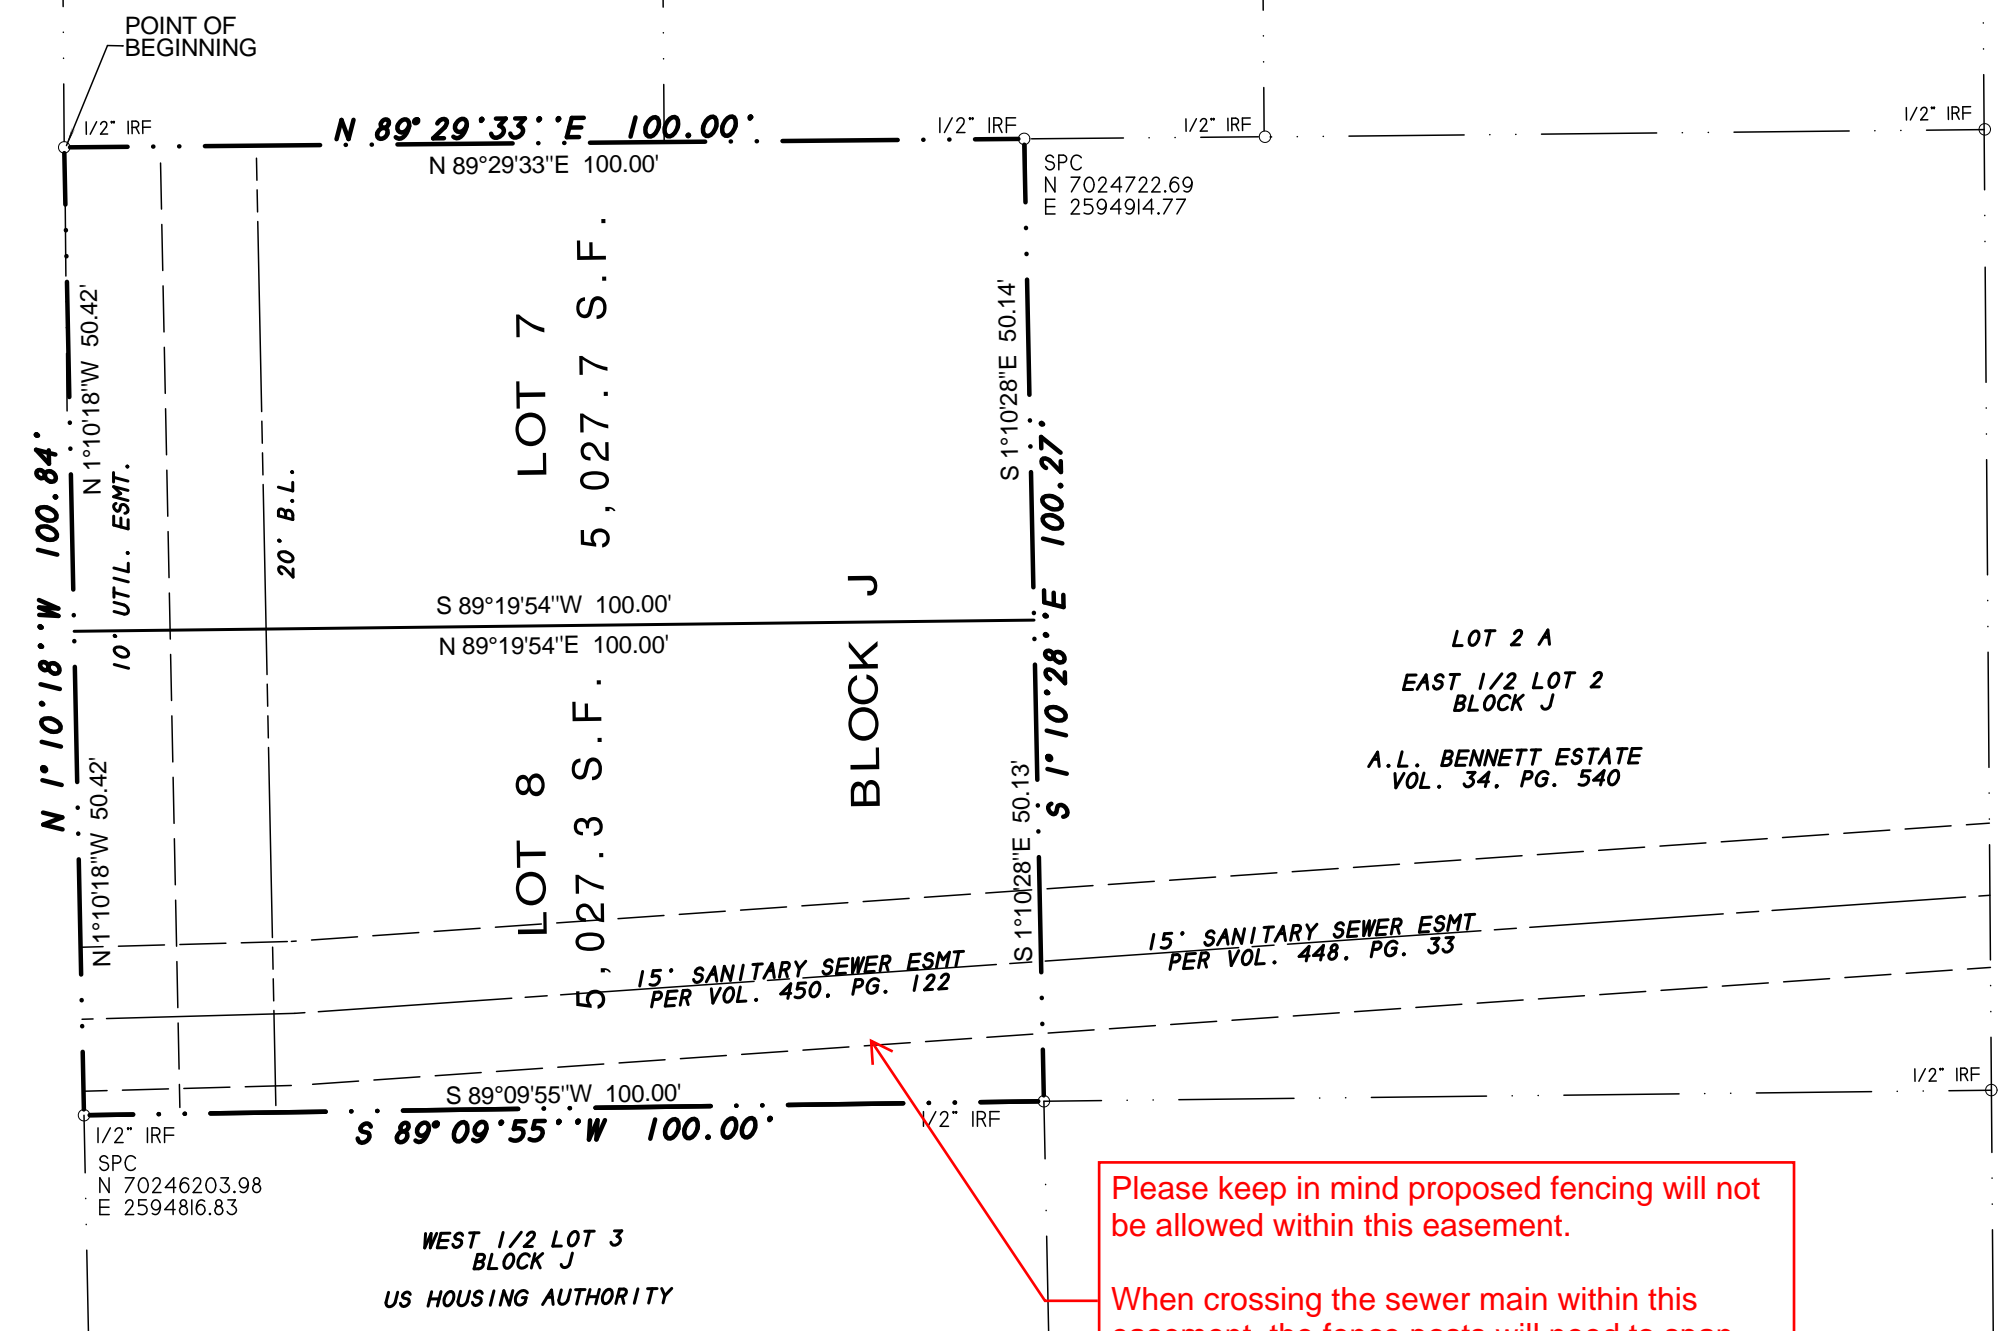 POINT OF
BEGINNING
1/2" IRF
N 89°29'33''E 100.00'
1/2" IRF
1/2" IRF
1/2" IRF
N 89°29'33"E 100.00'
SPC
N 7024722.69
E 2594914.77
LOT 7
5,027.7 S.F.
N 1°10'18"W 50.42'
S 1°10'28"E 50.14'
N 1°10'18''W 100.84'
10' UTIL. ESMT.
20' B.L.
S 1°10'28''E 100.27'
S 89°19'54"W 100.00'
N 89°19'54"E 100.00'
BLOCK J
LOT 2 A
EAST 1/2 LOT 2
BLOCK J
A.L. BENNETT ESTATE
VOL. 34. PG. 540
LOT 8
5,027.3 S.F.
N 1°10'18"W 50.42'
S 1°10'28"E 50.13'
15' SANITARY SEWER ESMT
PER VOL. 450. PG. 122
15' SANITARY SEWER ESMT
PER VOL. 448. PG. 33
S 89°09'55"W 100.00'
1/2" IRF
S 89°09'55''W 100.00'
1/2" IRF
1/2" IRF
SPC
N 70246203.98
E 2594816.83
WEST 1/2 LOT 3
BLOCK J
US HOUSING AUTHORITY
Please keep in mind proposed fencing will not
be allowed within this easement.
When crossing the sewer main within this
easement, the fence posts will need to span